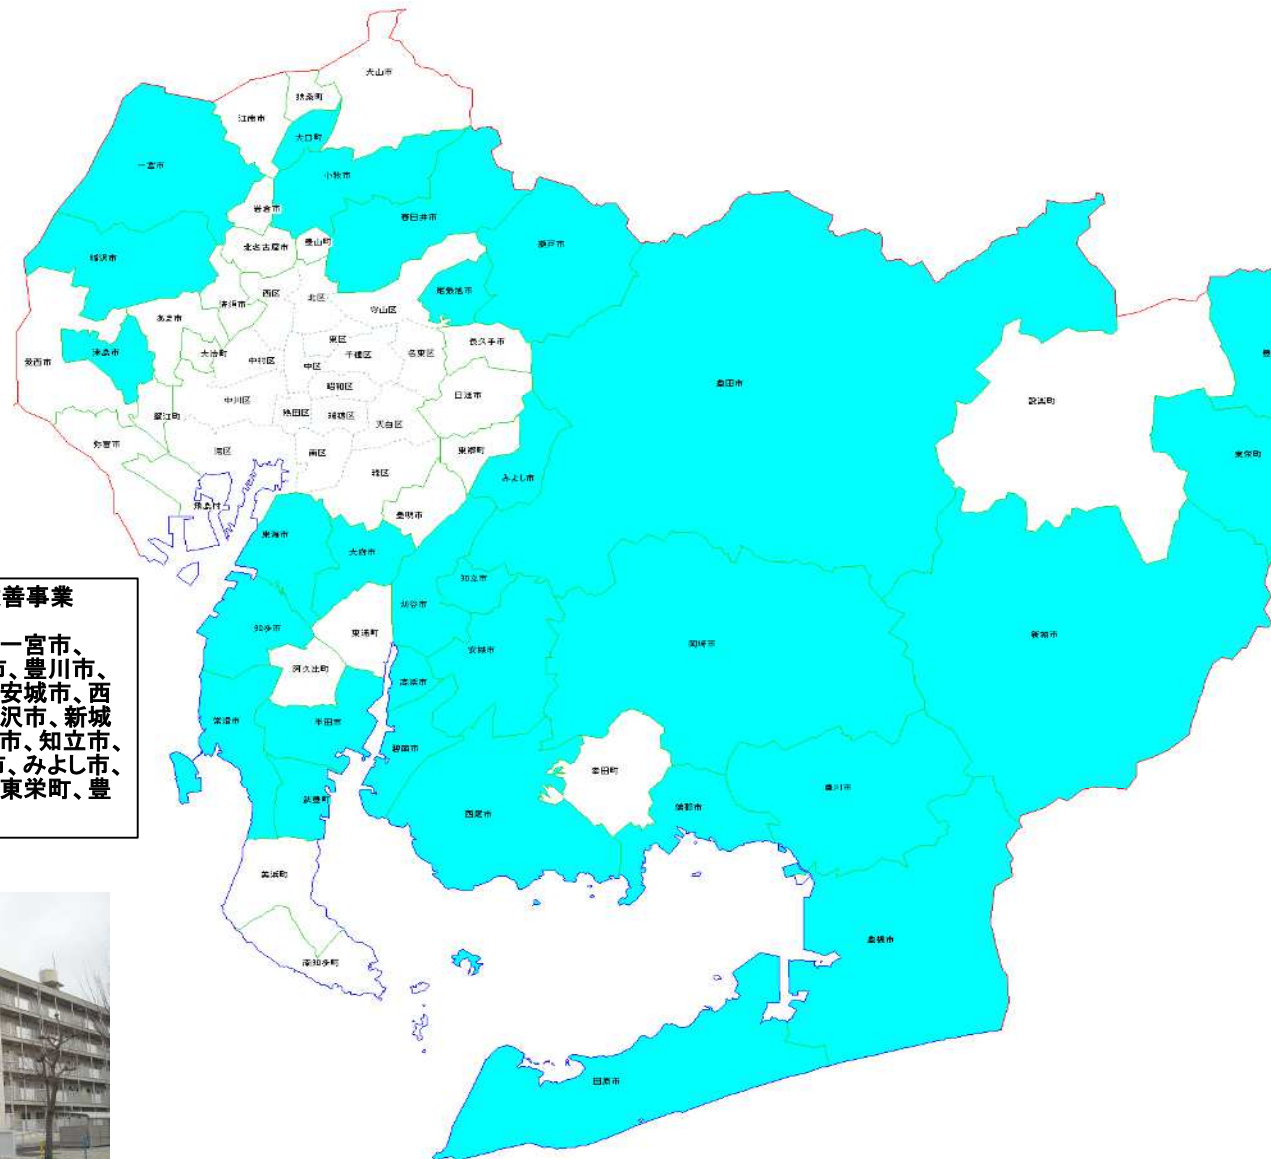 犬山市
扶桑町
江南市
大口町
一宮市
小牧市
岩倉市
春日井市
豊山町
北名古屋市
瀬戸市
稲沢市
尾張旭市
西区
北区
清須市
守山区
あま市
東区
長久手市
津島市
大治町
中村区
千種区
名東区
愛西市
中区
豊田市
昭和区
日進市
設楽町
中川区
熱田区
瑞穂区
蟹江町
天白区
弥富市
港区
南区
東郷町
東栄町
緑区
みよし市
飛島村
豊明市
東海市
大府市
知立市
刈谷市
知多市
東浦町
新城市
岡崎市
安城市
阿久比町
高浜市
常滑市
半田市
碧南市
幸田町
豊川市
武豊町
蒲郡市
西尾市
美浜町
豊橋市
南知多町
田原市
善事業
一宮市、
市、豊川市、
安城市、西
沢市、新城
市、知立市、
市、みよし市、
東栄町、豊